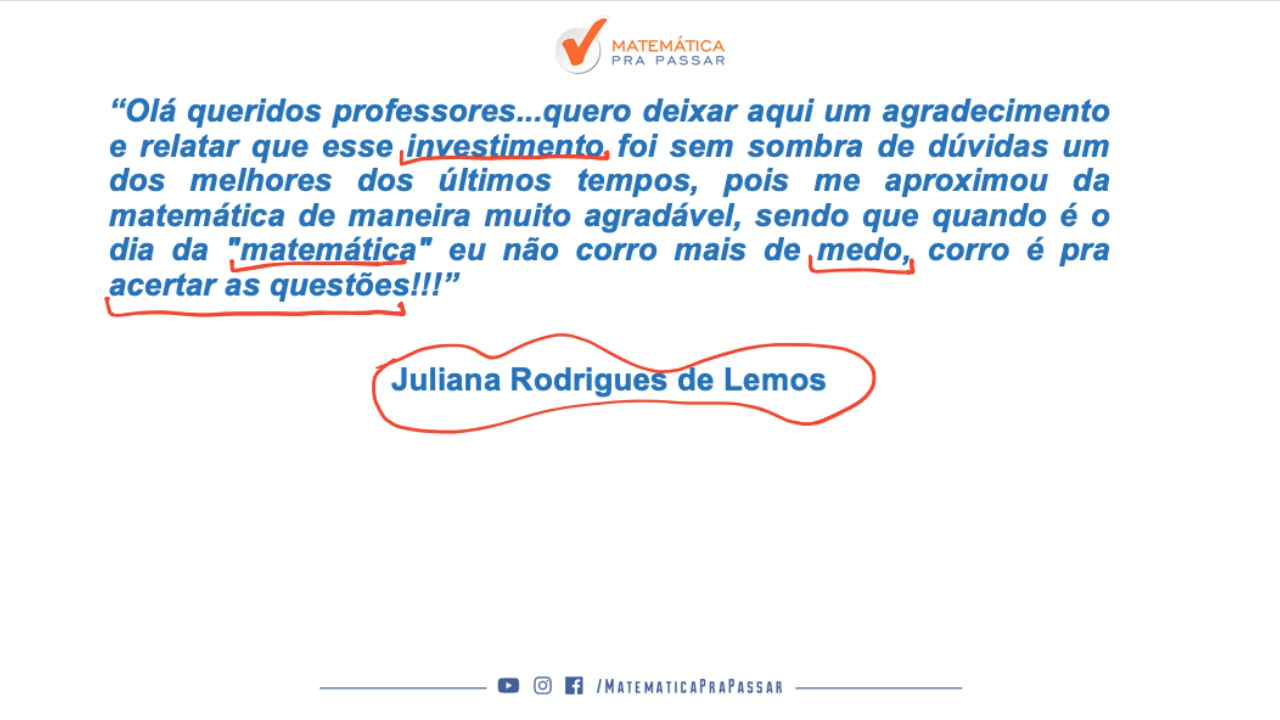 MATEMÁTICA
PRA PASSAR
“Olá queridos professores...quero deixar aqui um agradecimento
e relatar que esse investimento foi sem sombra de dúvidas um
dos melhores dos últimos tempos, pois me aproximou da
matemática de maneira muito agradável, sendo que quando é o
dia da "matemática" eu não corro mais de medo, corro é pra
acertar as questões!!!”
Juliana Rodrigues de Lemos
/MATEMATICAPRAPASSAR